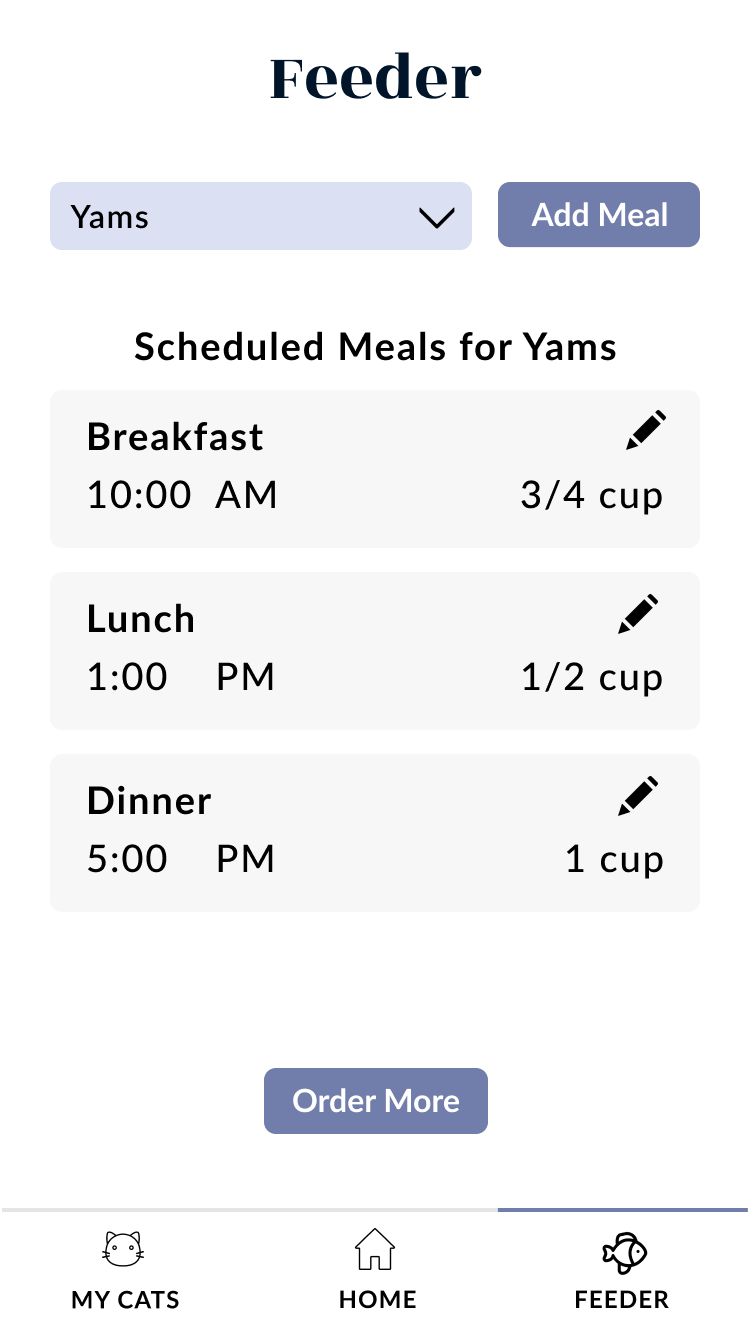 Feeder
Yams
Add Meal
Scheduled Meals for Yams
Breakfast
10:00 AM 3/4 cup
Lunch
1:00 PM 1/2 cup
Dinner
5:00 PM 1 cup
Order More
MY CATS HOME FEEDER